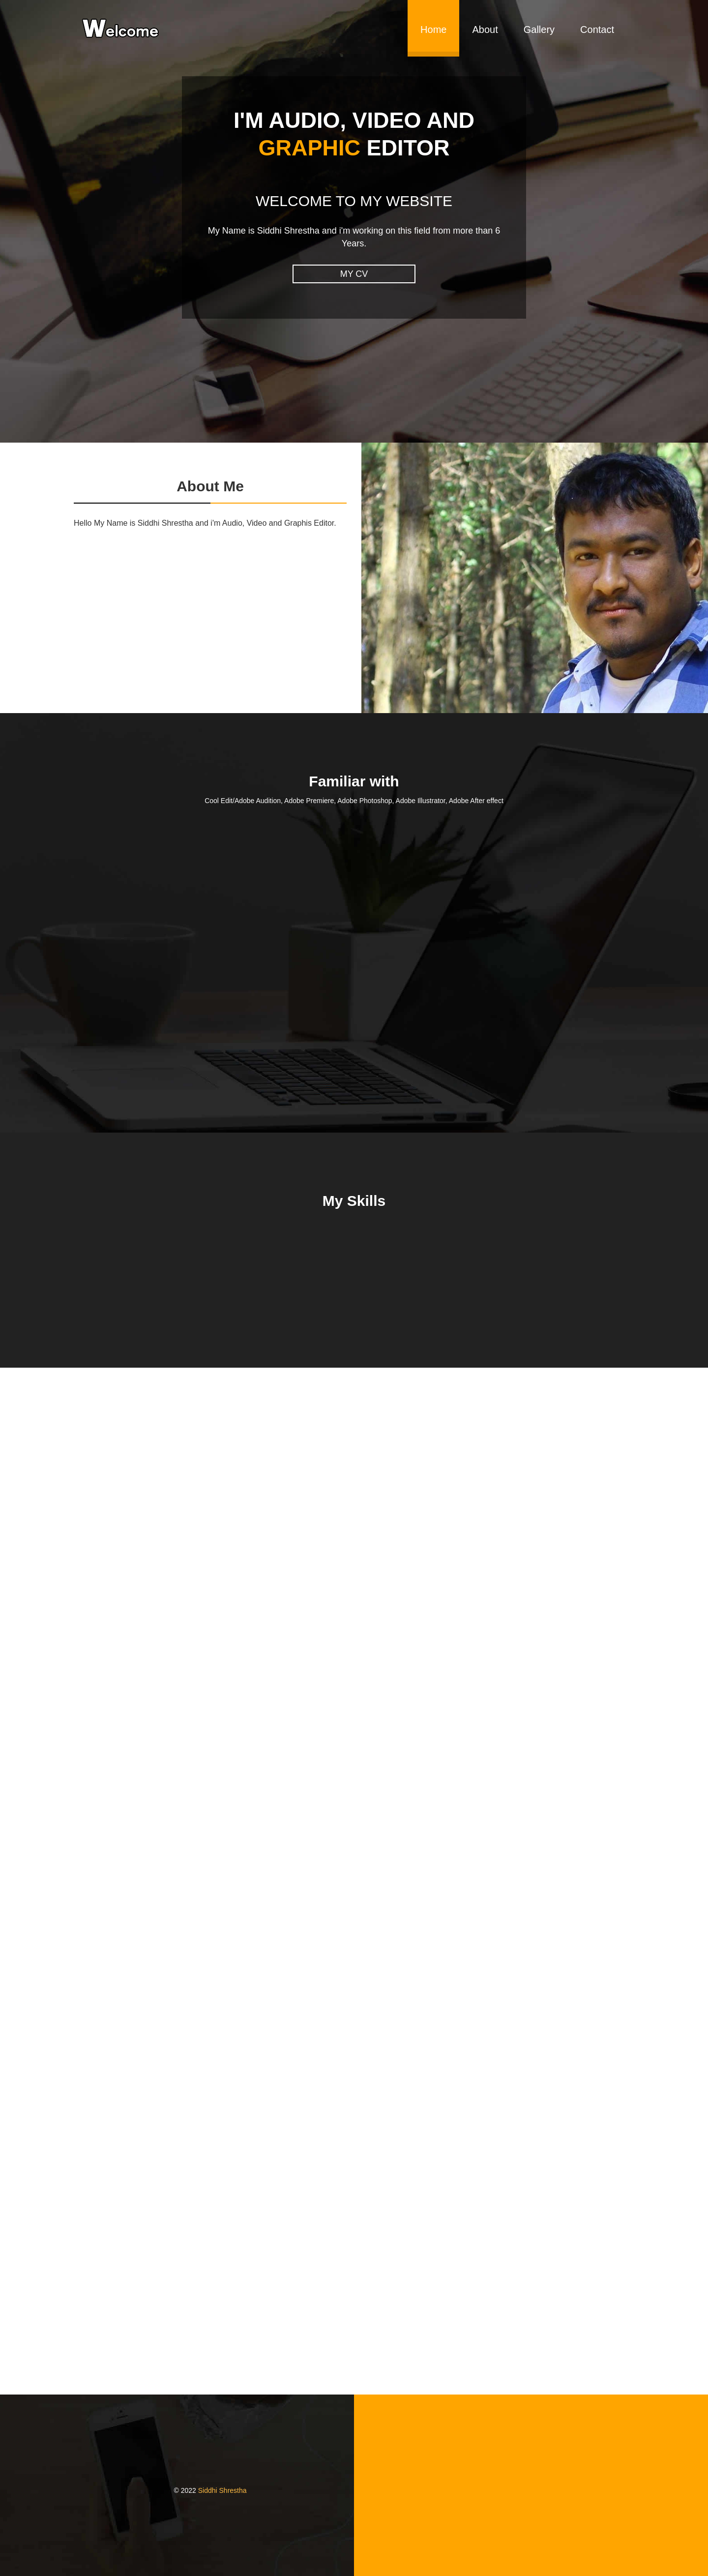 Welcome
Home
About
Gallery
Contact
I'M AUDIO, VIDEO AND
GRAPHIC EDITOR
WELCOME TO MY WEBSITE
My Name is Siddhi Shrestha and i'm working on this field from more than 6
Years.
MY CV
About Me
Hello My Name is Siddhi Shrestha and i'm Audio, Video and Graphis Editor.
Familiar with
Cool Edit/Adobe Audition, Adobe Premiere, Adobe Photoshop, Adobe Illustrator, Adobe After effect
My Skills
© 2022 Siddhi Shrestha